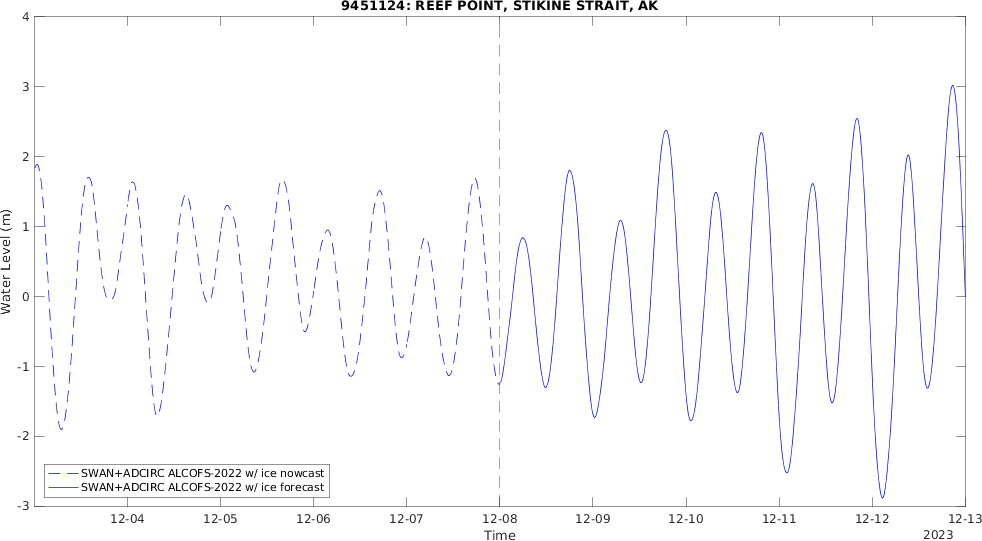 9451124: REEF POINT, STIKINE STRAIT, AK
Water Level (m)
4
3
2
1
0
-1
-2
-3
SWAN+ADCIRC ALCOFS-2022 w/ ice nowcast
SWAN+ADCIRC ALCOFS-2022 w/ ice forecast
12-04 12-05 12-06 12-07 12-08 12-09 12-10 12-11 12-12 12-13
Time
2023